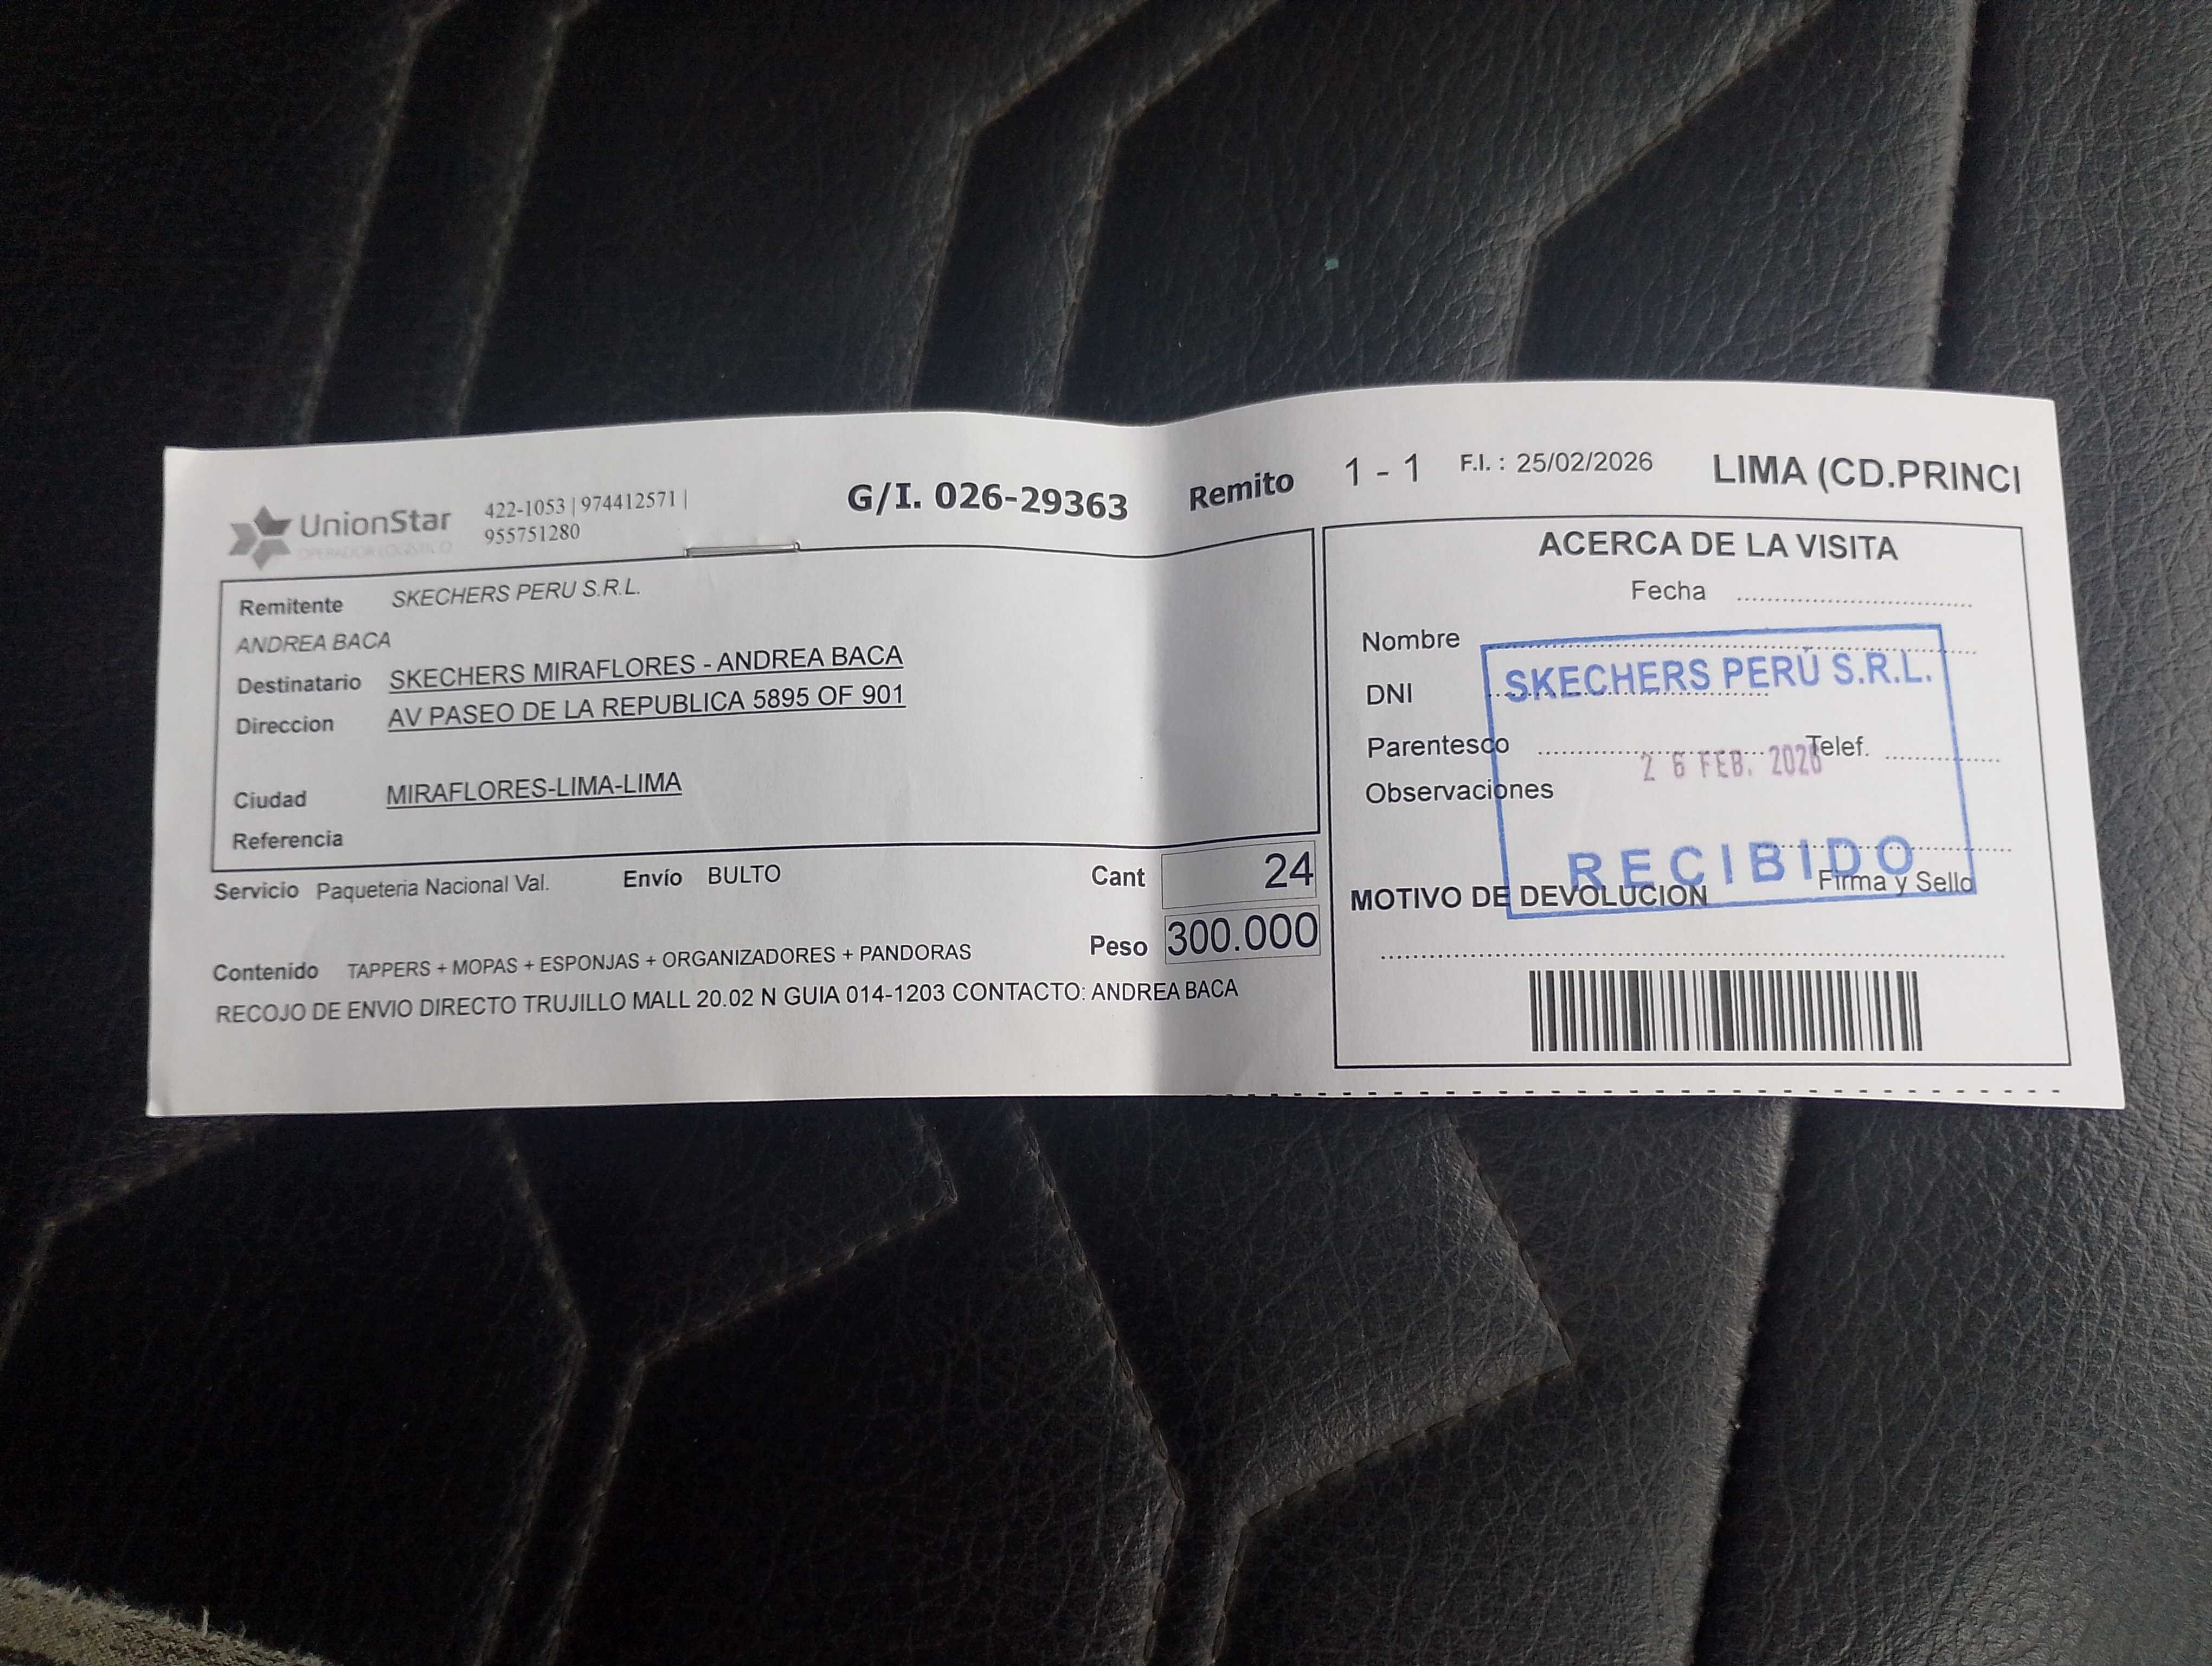 UnionStar
OPERADOR LOGISTICO
422-1053 | 974412571 |
955751280
G/I. 026-29363
Remito 1 - 1 F.I. : 25/02/2026 LIMA (CD.PRINCI
Remitente SKECHERS PERU S.R.L.
ANDREA BACA
Destinatario SKECHERS MIRAFLORES - ANDREA BACA
Direccion AV PASEO DE LA REPUBLICA 5895 OF 901
Ciudad MIRAFLORES-LIMA-LIMA
Referencia
Servicio Paqueteria Nacional Val. Envío BULTO Cant 24
Peso 300.000
Contenido TAPPERS + MOPAS + ESPONJAS + ORGANIZADORES + PANDORAS
RECOJO DE ENVIO DIRECTO TRUJILLO MALL 20.02 N GUIA 014-1203 CONTACTO: ANDREA BACA
ACERCA DE LA VISITA
Fecha
Nombre
SKECHERS PERÚ S.R.L.
DNI
Parentesco Telef.
26 FEB. 2026
Observaciones
RECIBIDO
Firma y Sello
MOTIVO DE DEVOLUCION